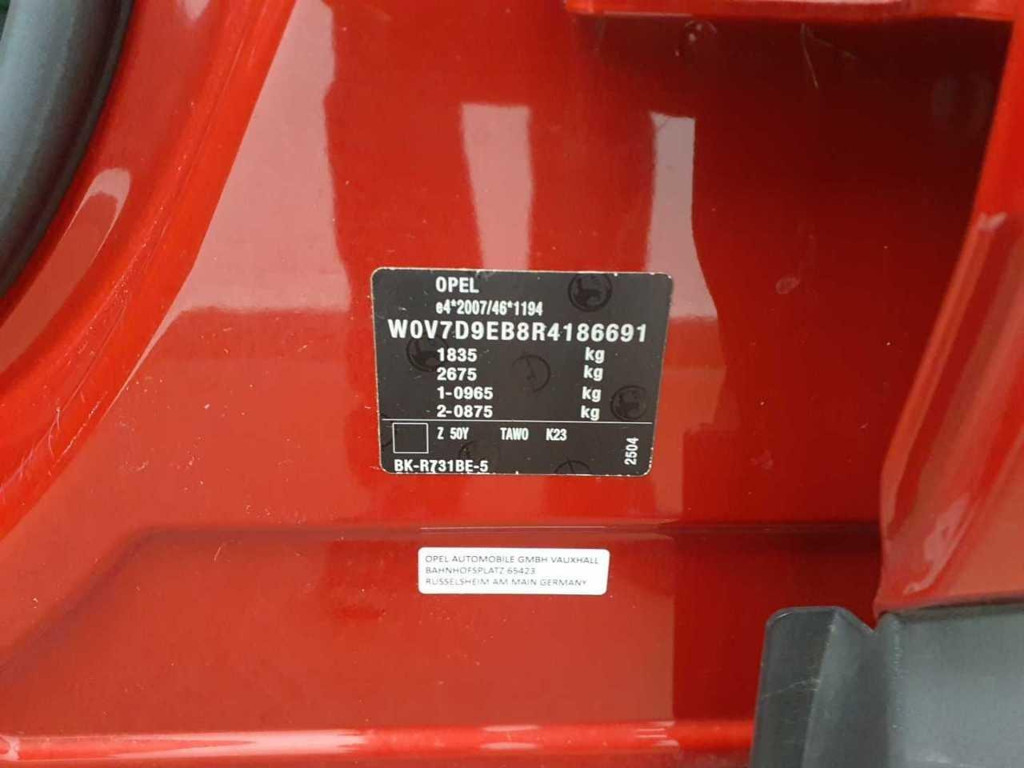 OPEL
e4*2007/46*1194
W0V7D9EB8R4186691
1835 kg
2675 kg
1-0965 kg
2-0875 kg
Z 50Y TAWO K23
2504
BK-R731BE-5
OPEL AUTOMOBILE GMBH VAUXHALL
BAHNHOFSPLATZ 65423
RUSSELSHEIM AM MAIN GERMANY